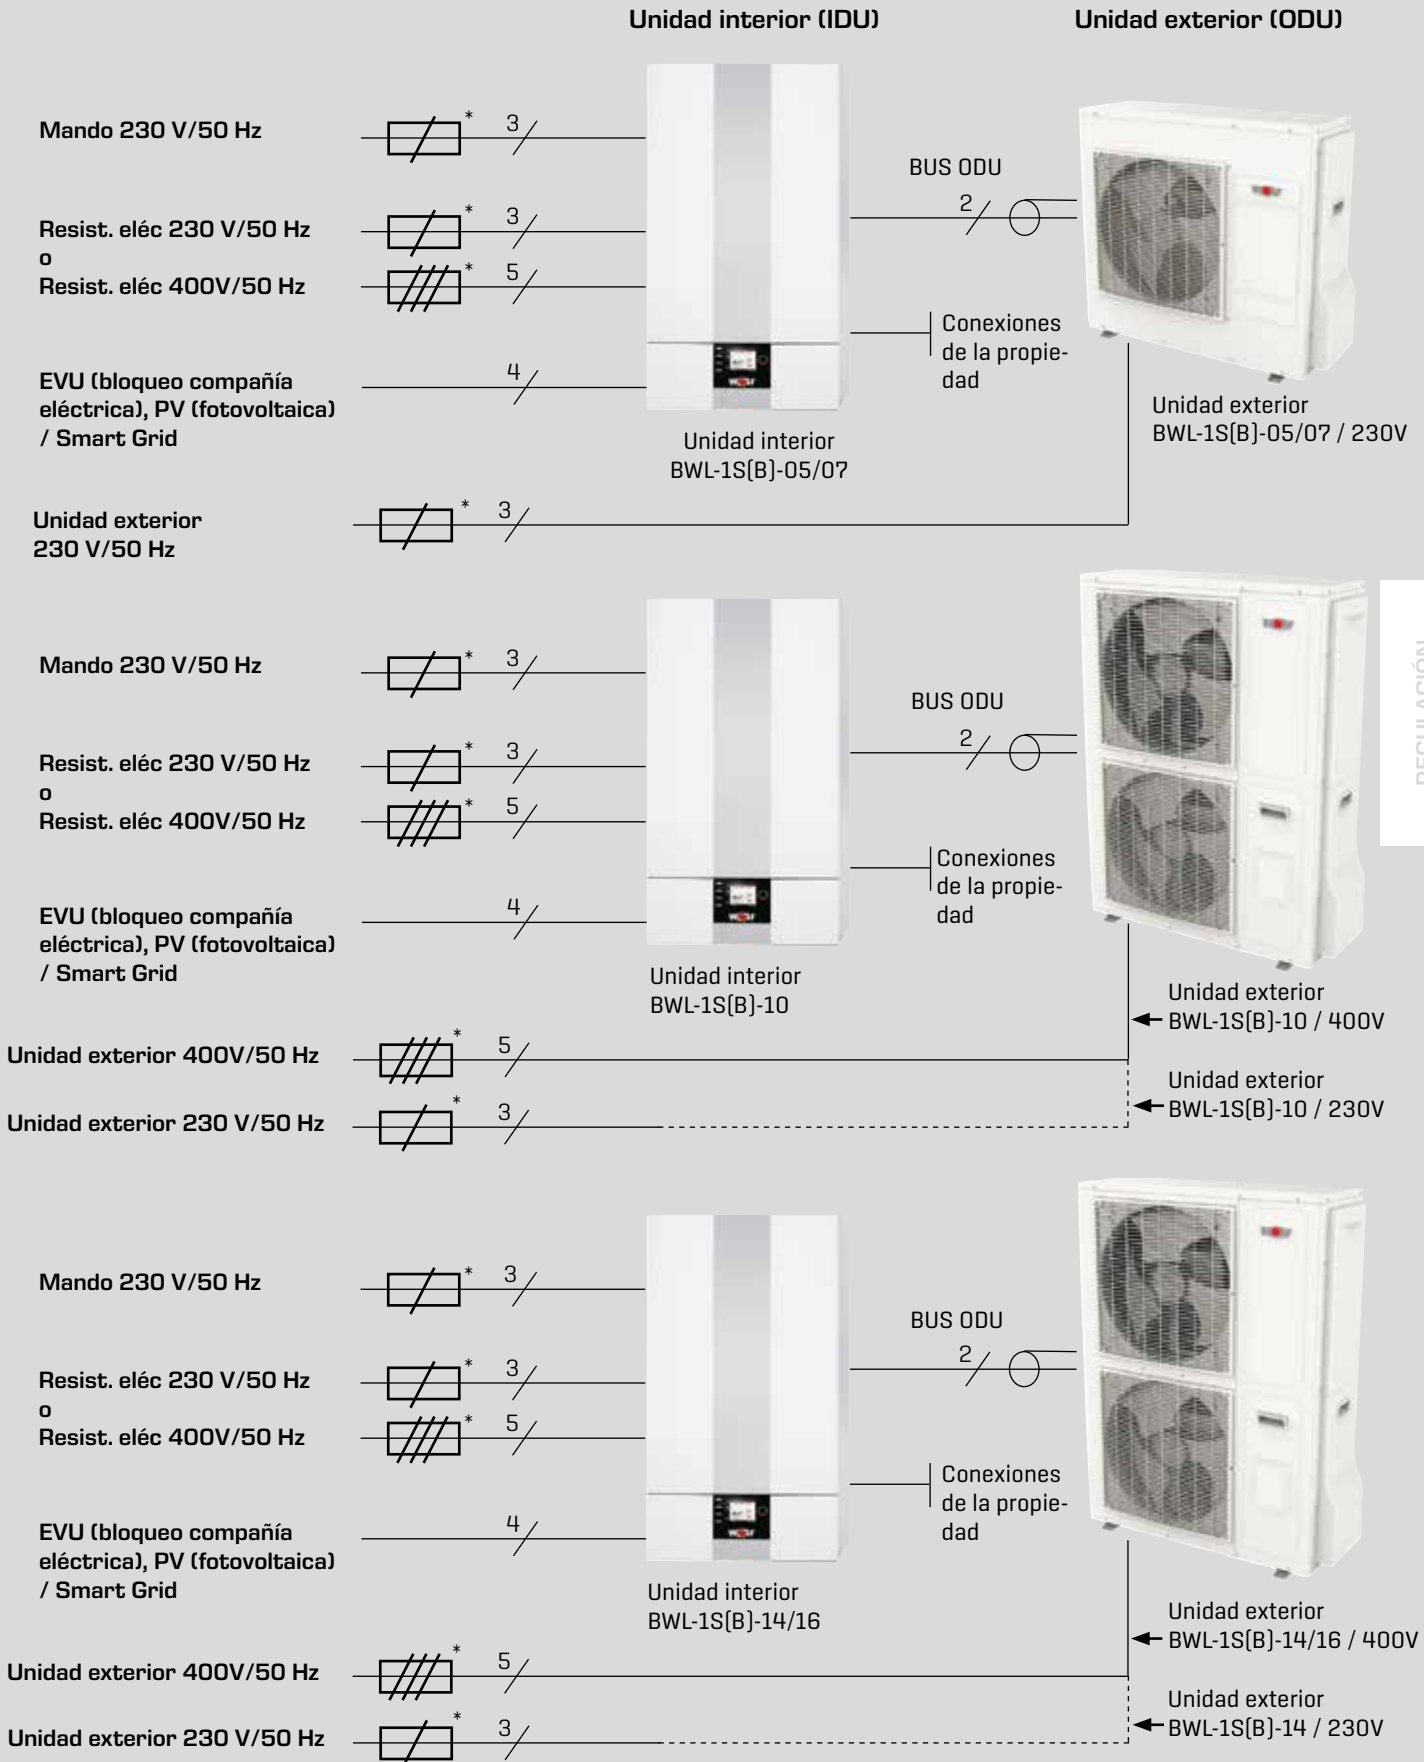 Unidad interior (IDU)
Unidad exterior (ODU)
Mando 230 V/50 Hz
*
3
Resist. eléc 230 V/50 Hz
*
3
o
Resist. eléc 400V/50 Hz
*
5
EVU (bloqueo compañía
eléctrica), PV (fotovoltaica)
/ Smart Grid
4
BUS ODU
2
Conexiones
de la propie-
dad
WOLF
Unidad interior
BWL-1S(B)-05/07
Unidad exterior
BWL-1S(B)-05/07 / 230V
Unidad exterior
230 V/50 Hz
*
3
Mando 230 V/50 Hz
*
3
Resist. eléc 230 V/50 Hz
*
3
o
Resist. eléc 400V/50 Hz
*
5
EVU (bloqueo compañía
eléctrica), PV (fotovoltaica)
/ Smart Grid
4
BUS ODU
2
Conexiones
de la propie-
dad
WOLF
Unidad interior
BWL-1S(B)-10
REGULACIÓN
Unidad exterior
BWL-1S(B)-10 / 400V
Unidad exterior 400V/50 Hz
*
5
Unidad exterior
BWL-1S(B)-10 / 230V
Unidad exterior 230 V/50 Hz
*
3
Mando 230 V/50 Hz
*
3
Resist. eléc 230 V/50 Hz
*
3
o
Resist. eléc 400V/50 Hz
*
5
EVU (bloqueo compañía
eléctrica), PV (fotovoltaica)
/ Smart Grid
4
BUS ODU
2
Conexiones
de la propie-
dad
WOLF
Unidad interior
BWL-1S(B)-14/16
Unidad exterior
BWL-1S(B)-14/16 / 400V
Unidad exterior 400V/50 Hz
*
5
Unidad exterior
BWL-1S(B)-14 / 230V
Unidad exterior 230 V/50 Hz
*
3